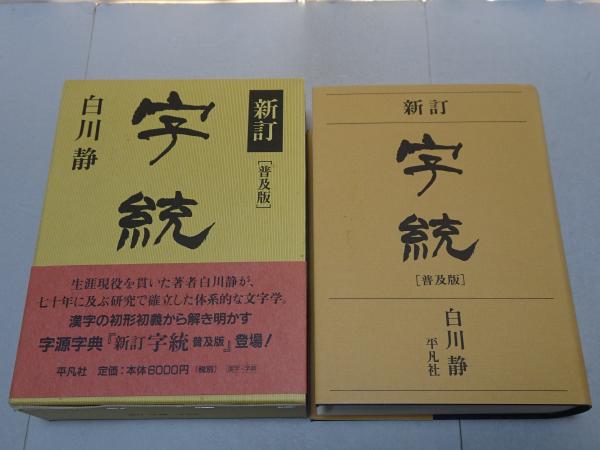 新訂
[普及版]
字統
白川静
生涯現役を貫いた著者白川静が、
七十年に及ぶ研究で確立した体系的な文字学。
漢字の初形初義から解き明かす
字源字典『新訂 字統 普及版』登場!
平凡社 定価:本体6000円(税別)
新訂
字統
[普及版]
白川静
平凡社